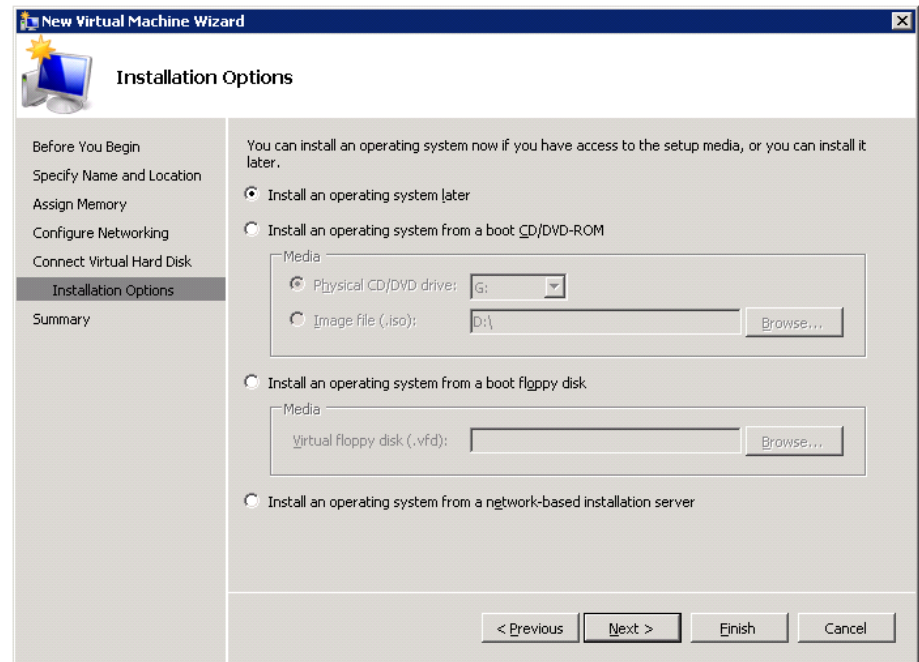 New Virtual Machine Wizard
Installation Options
Before You Begin
Specify Name and Location
Assign Memory
Configure Networking
Connect Virtual Hard Disk
Installation Options
Summary
You can install an operating system now if you have access to the setup media, or you can install it
later.
Install an operating system later
Install an operating system from a boot CD/DVD-ROM
Media
Physical CD/DVD drive: G:
Image file (.iso): D:\ Browse...
Install an operating system from a boot floppy disk
Media
Virtual floppy disk (.vfd): Browse...
Install an operating system from a network-based installation server
< Previous Next > Finish Cancel